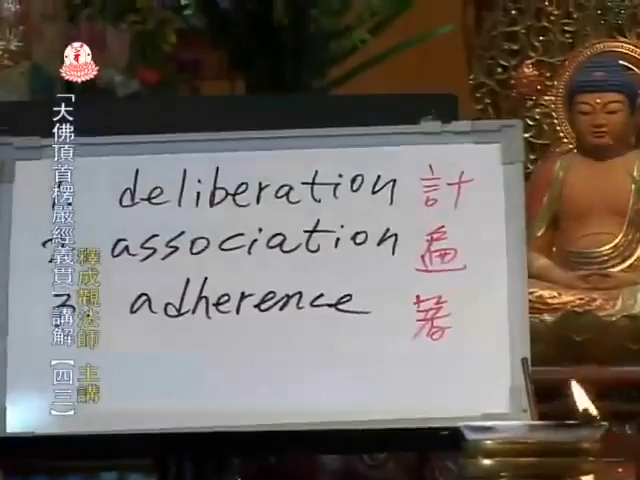 「大佛頂首楞嚴經義貫」講解【四三】
釋成觀法師 主講
deliberation 計
association 遍
adherence 著